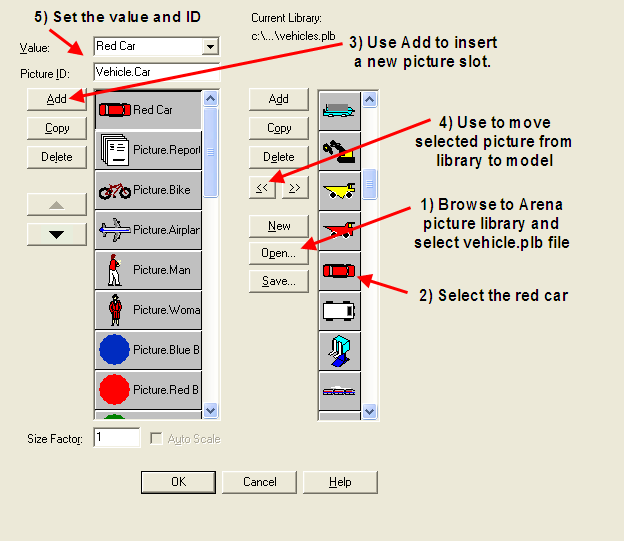 5) Set the value and ID
Current Library:
Value:
Red Car
c:\...\vehicles.plb
3) Use Add to insert
a new picture slot.
Picture ID:
Vehicle.Car
Add
Copy
Delete
Red Car
Picture.Report
Picture.Bike
Picture.Airplan
Picture.Man
Picture.Woma
Picture.Blue B
Picture.Red B
Add
Copy
Delete
<<
>>
New
Open...
Save...
4) Use to move
selected picture from
library to model
1) Browse to Arena
picture library and
select vehicle.plb file
2) Select the red car
Size Factor:
1
Auto Scale
OK
Cancel
Help